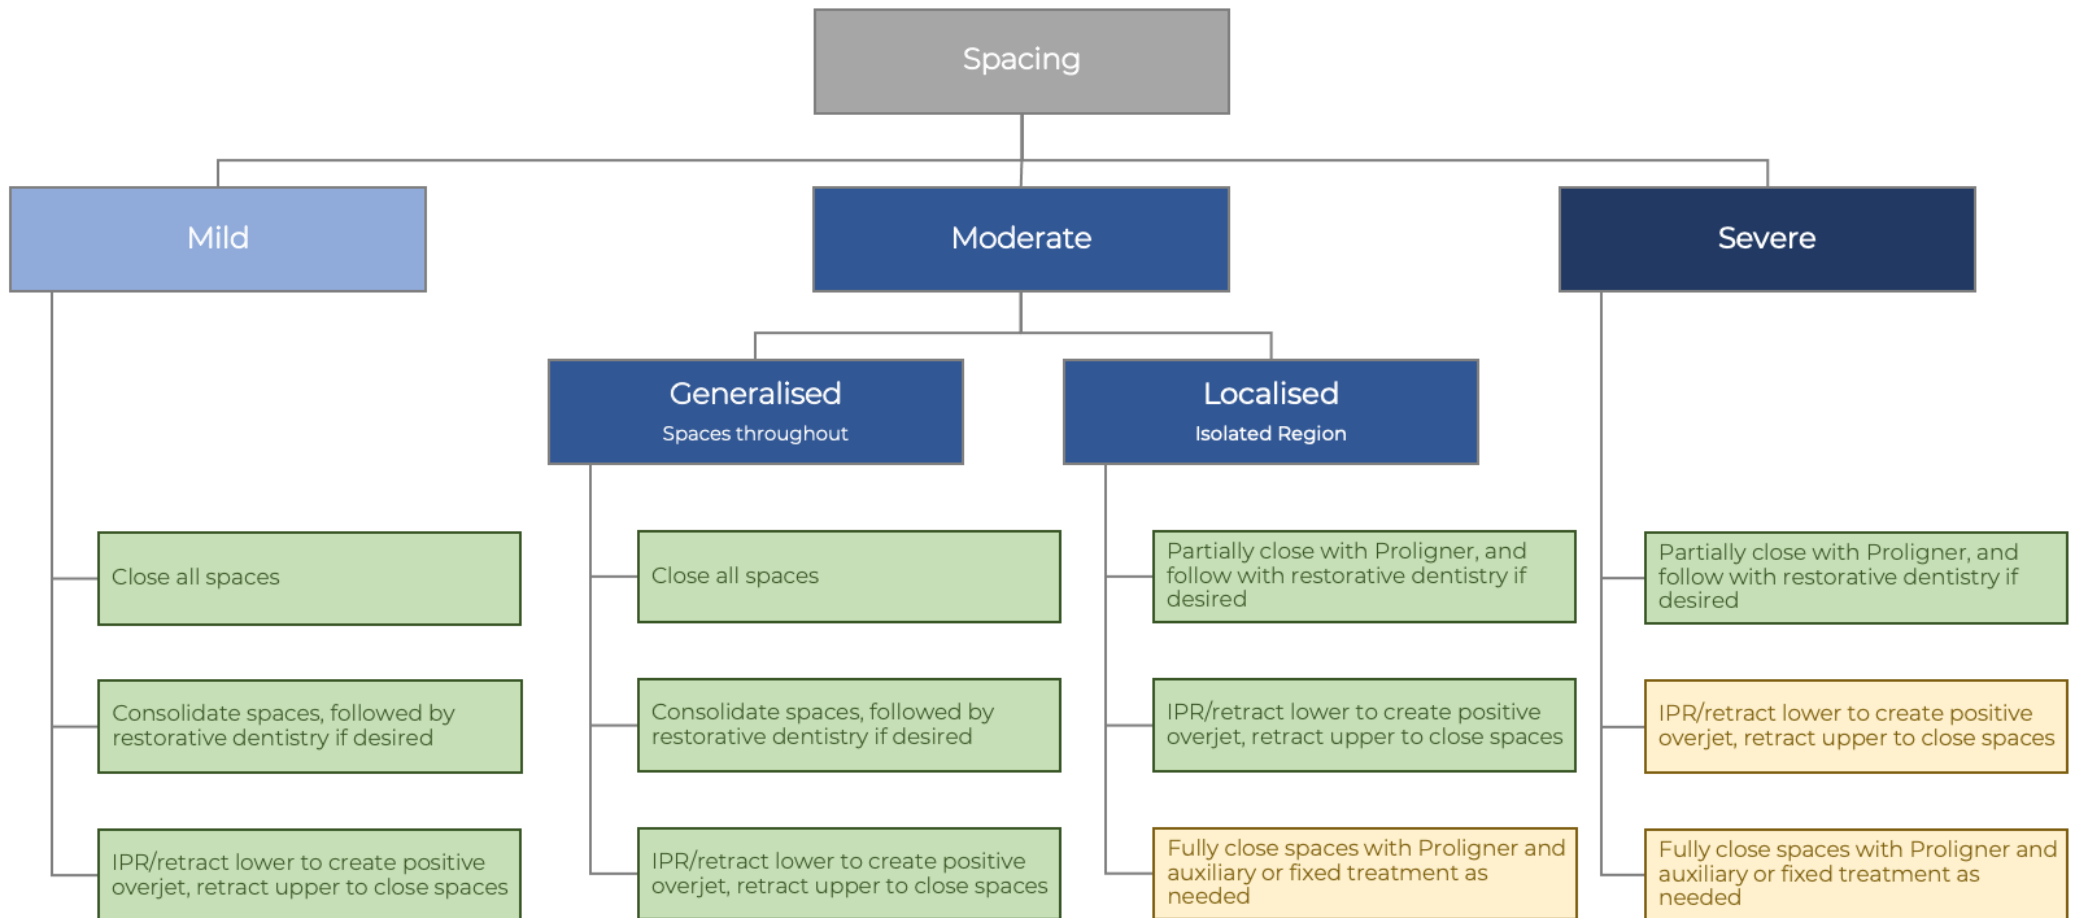 Spacing
Mild
Moderate
Severe
Generalised
Spaces throughout
Localised
Isolated Region
Close all spaces
Consolidate spaces, followed by
restorative dentistry if desired
IPR/retract lower to create positive
overjet, retract upper to close spaces
Close all spaces
Consolidate spaces, followed by
restorative dentistry if desired
IPR/retract lower to create positive
overjet, retract upper to close spaces
Partially close with Proligner, and
follow with restorative dentistry if
desired
IPR/retract lower to create positive
overjet, retract upper to close spaces
Fully close spaces with Proligner and
auxiliary or fixed treatment as
needed
Partially close with Proligner, and
follow with restorative dentistry if
desired
IPR/retract lower to create positive
overjet, retract upper to close spaces
Fully close spaces with Proligner and
auxiliary or fixed treatment as
needed